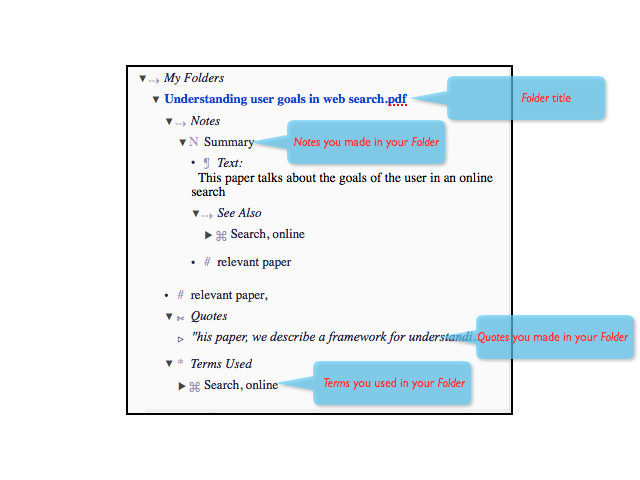 My Folders
Understanding user goals in web search.pdf
Folder title
Notes
N Summary
Notes you made in your Folder
• ¶ Text:
This paper talks about the goals of the user in an online
search
See Also
⌘ Search, online
• # relevant paper
• # relevant paper,
Quotes
"his paper, we describe a framework for understandi
Quotes you made in your Folder
* Terms Used
⌘ Search, online
Terms you used in your Folder